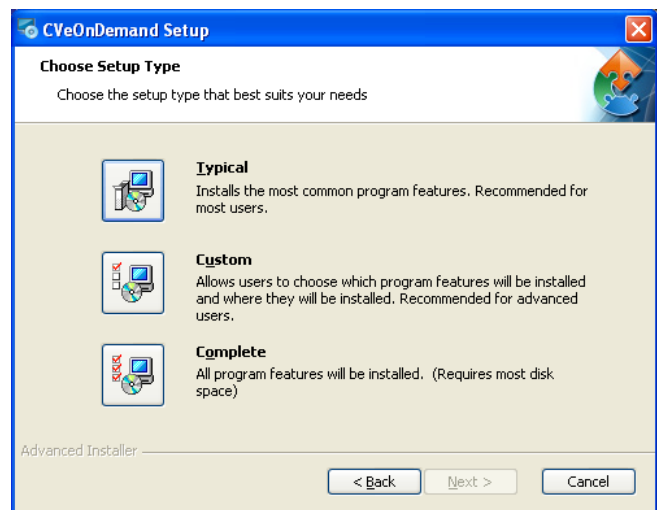 CVeOnDemand Setup
Choose Setup Type
Choose the setup type that best suits your needs
Typical
Installs the most common program features. Recommended for
most users.
Custom
Allows users to choose which program features will be installed
and where they will be installed. Recommended for advanced
users.
Complete
All program features will be installed. (Requires most disk
space)
Advanced Installer
< Back
Next >
Cancel